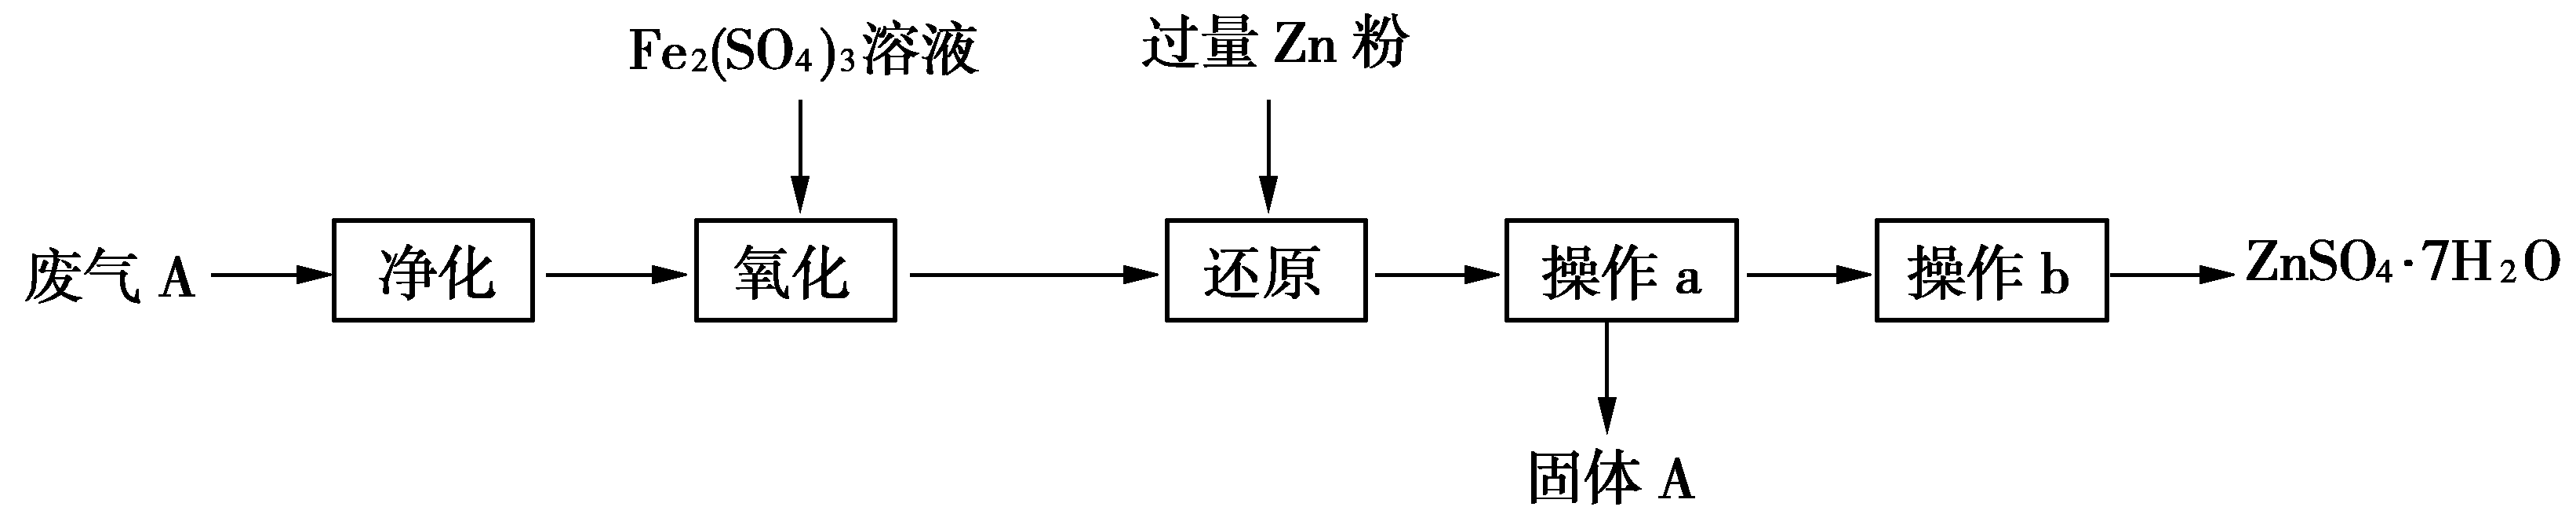 Fe₂(SO₄)₃溶液
过量 Zn 粉
废气 A
净化
氧化
还原
操作 a
操作 b
ZnSO₄·7H₂O
固体 A